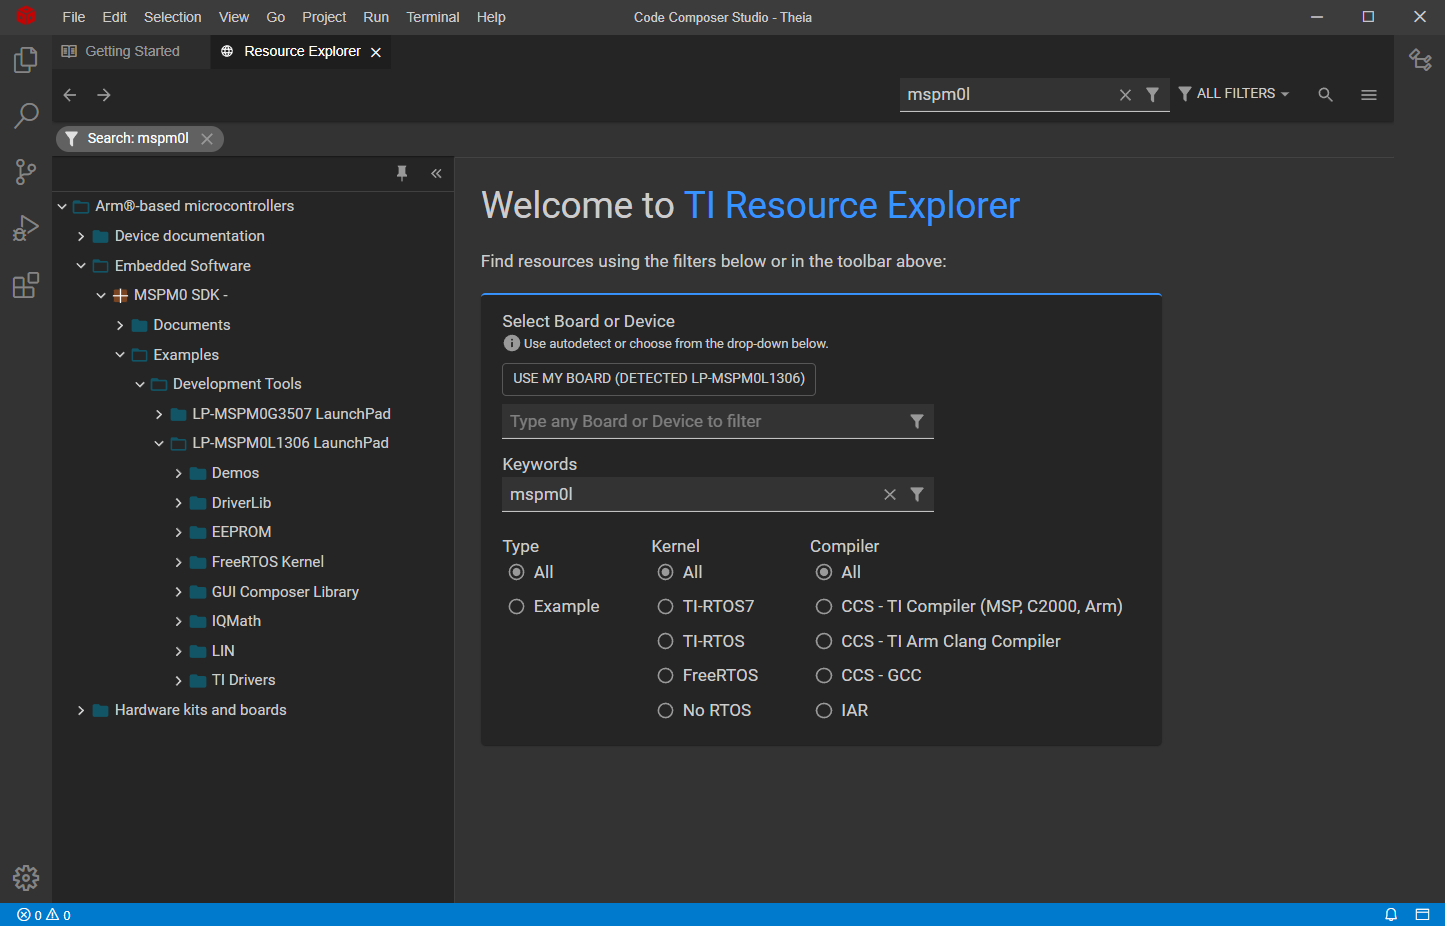 File Edit Selection View Go Project Run Terminal Help
Code Composer Studio - Theia
Getting Started
Resource Explorer
mspm0l
ALL FILTERS
Search: mspm0l
Arm®-based microcontrollers
Device documentation
Embedded Software
MSPM0 SDK -
Documents
Examples
Development Tools
LP-MSPM0G3507 LaunchPad
LP-MSPM0L1306 LaunchPad
Demos
DriverLib
EEPROM
FreeRTOS Kernel
GUI Composer Library
IQMath
LIN
TI Drivers
Hardware kits and boards
Welcome to TI Resource Explorer
Find resources using the filters below or in the toolbar above:
Select Board or Device
Use autodetect or choose from the drop-down below.
USE MY BOARD (DETECTED LP-MSPM0L1306)
Type any Board or Device to filter
Keywords
mspm0l
Type
All
Example
Kernel
All
TI-RTOS7
TI-RTOS
FreeRTOS
No RTOS
Compiler
All
CCS - TI Compiler (MSP, C2000, Arm)
CCS - TI Arm Clang Compiler
CCS - GCC
IAR
0 0